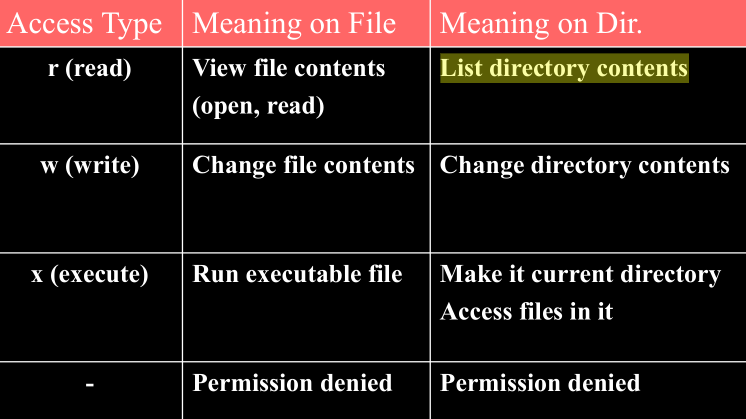 Access Type Meaning on File Meaning on Dir.
r (read) View file contents List directory contents
(open, read)
w (write) Change file contents Change directory contents
x (execute) Run executable file Make it current directory
Access files in it
- Permission denied Permission denied